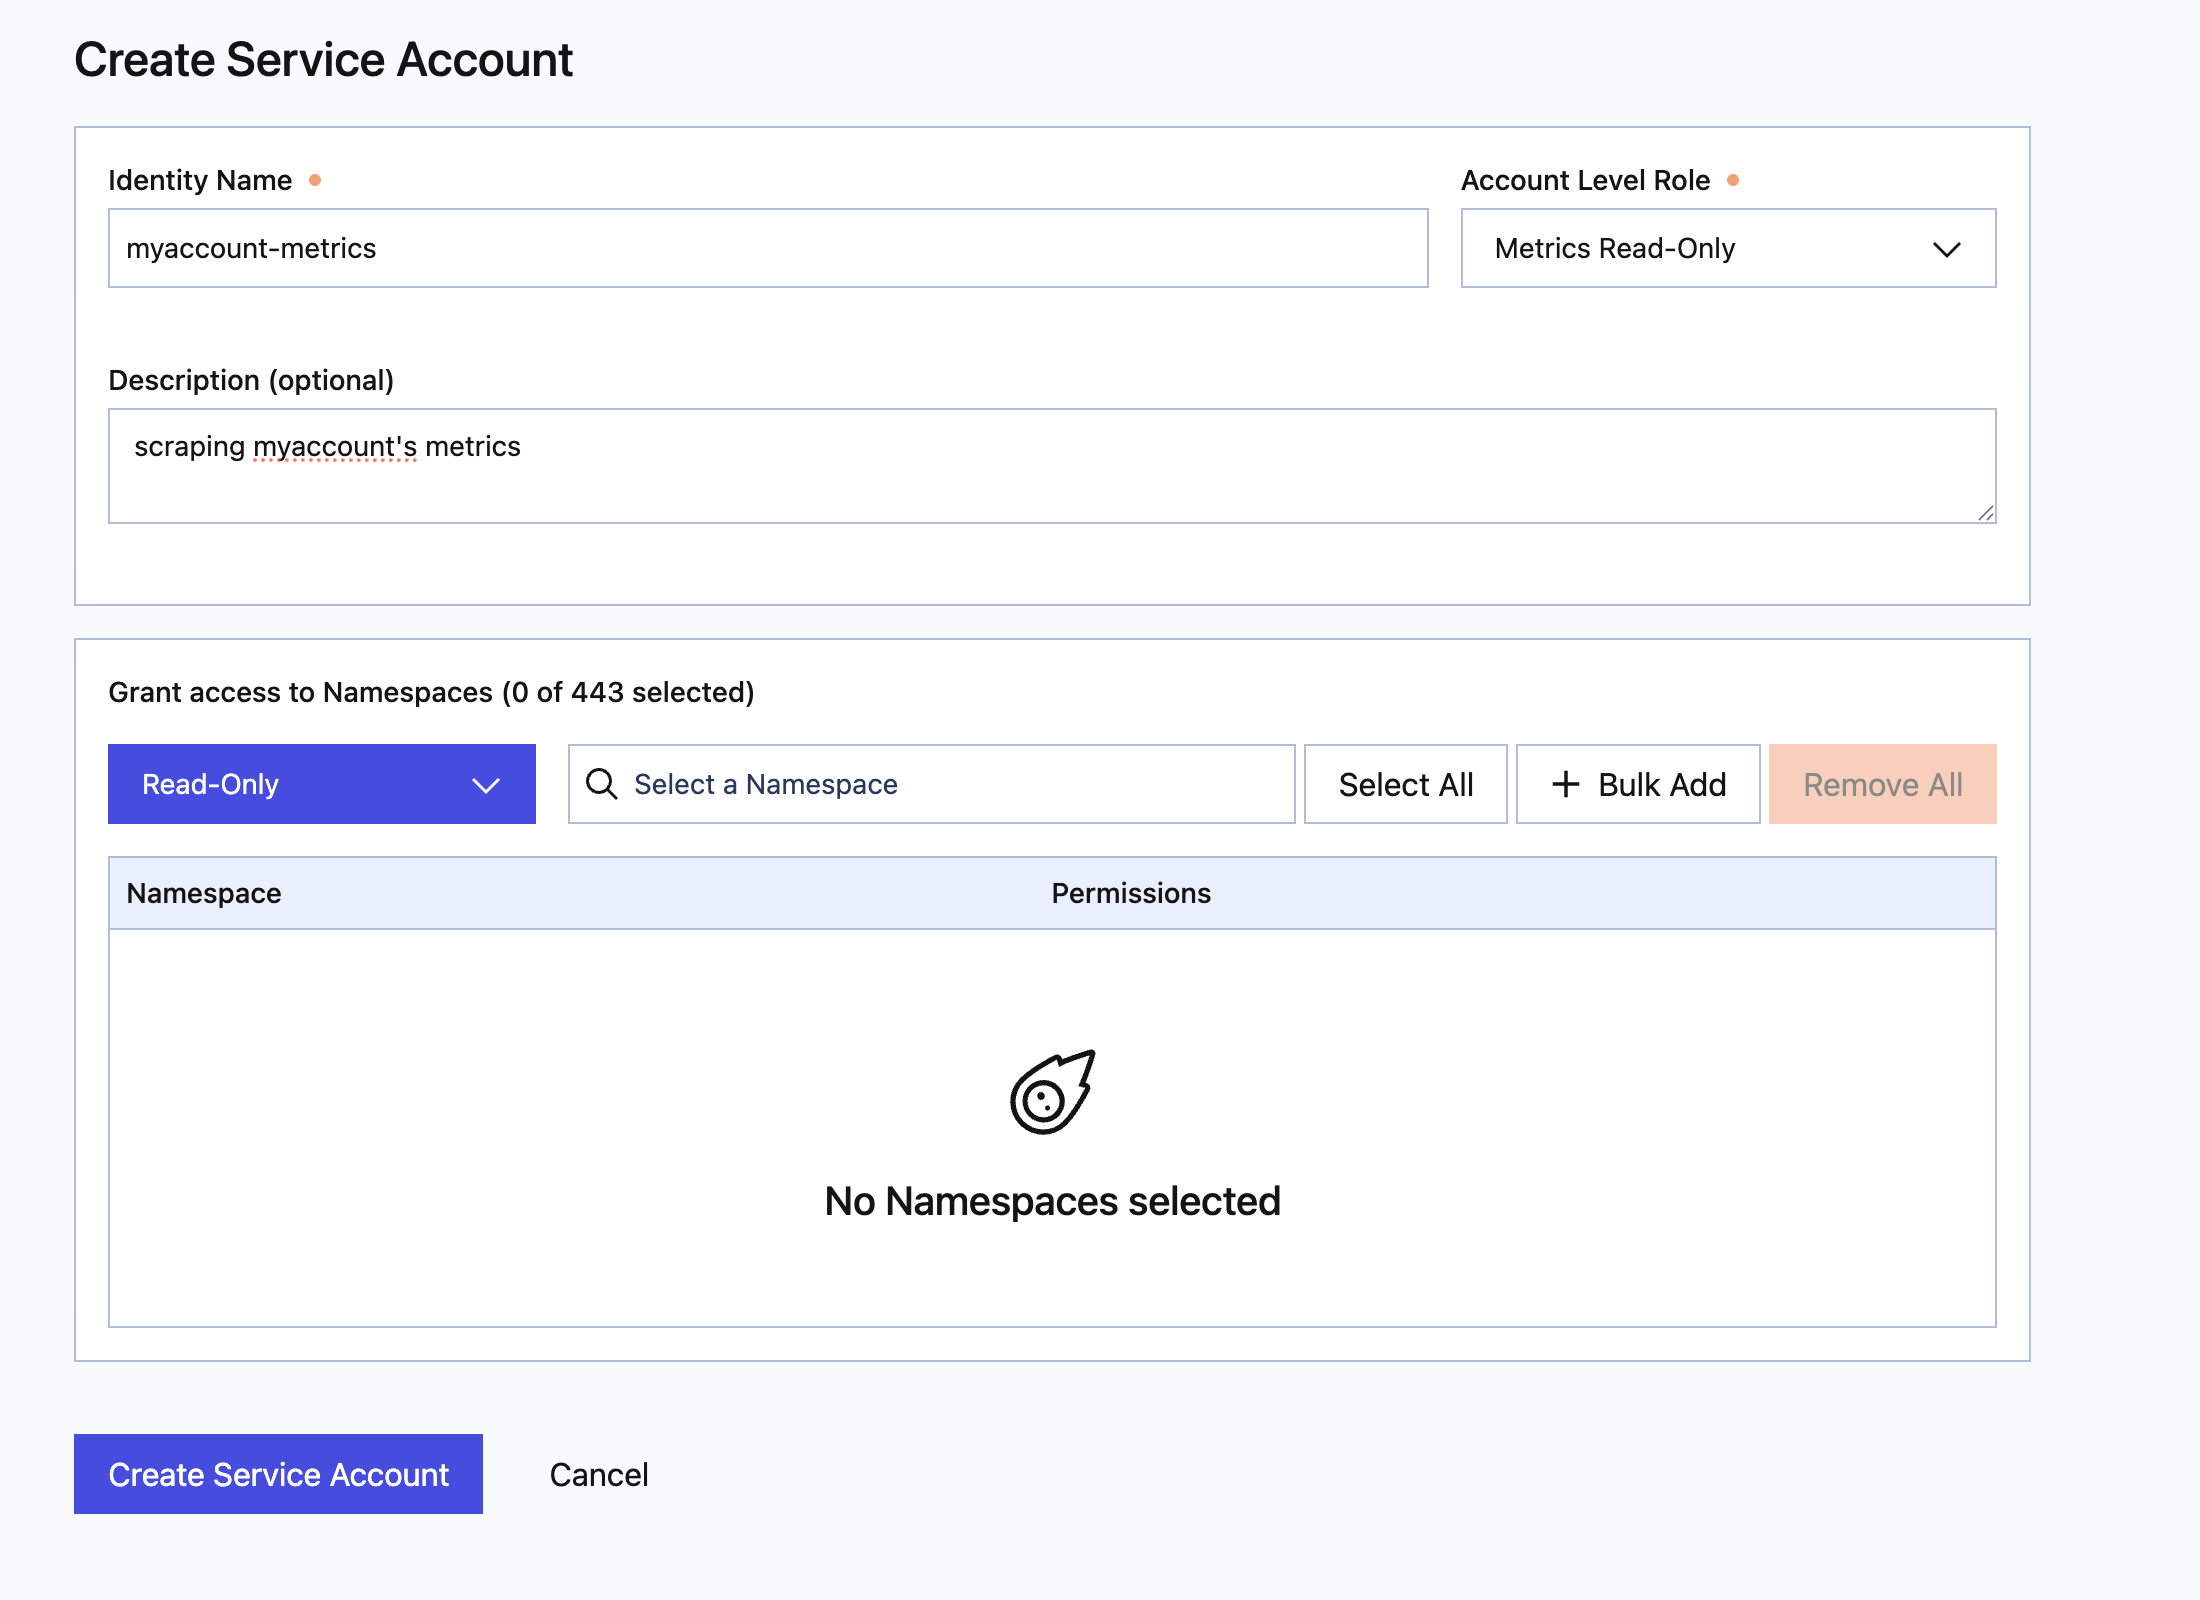 Create Service Account
Identity Name
Account Level Role
myaccount-metrics
Metrics Read-Only
Description (optional)
scraping myaccount's metrics
Grant access to Namespaces (0 of 443 selected)
Read-Only
Select a Namespace
Select All
Bulk Add
Remove All
Namespace
Permissions
No Namespaces selected
Create Service Account
Cancel